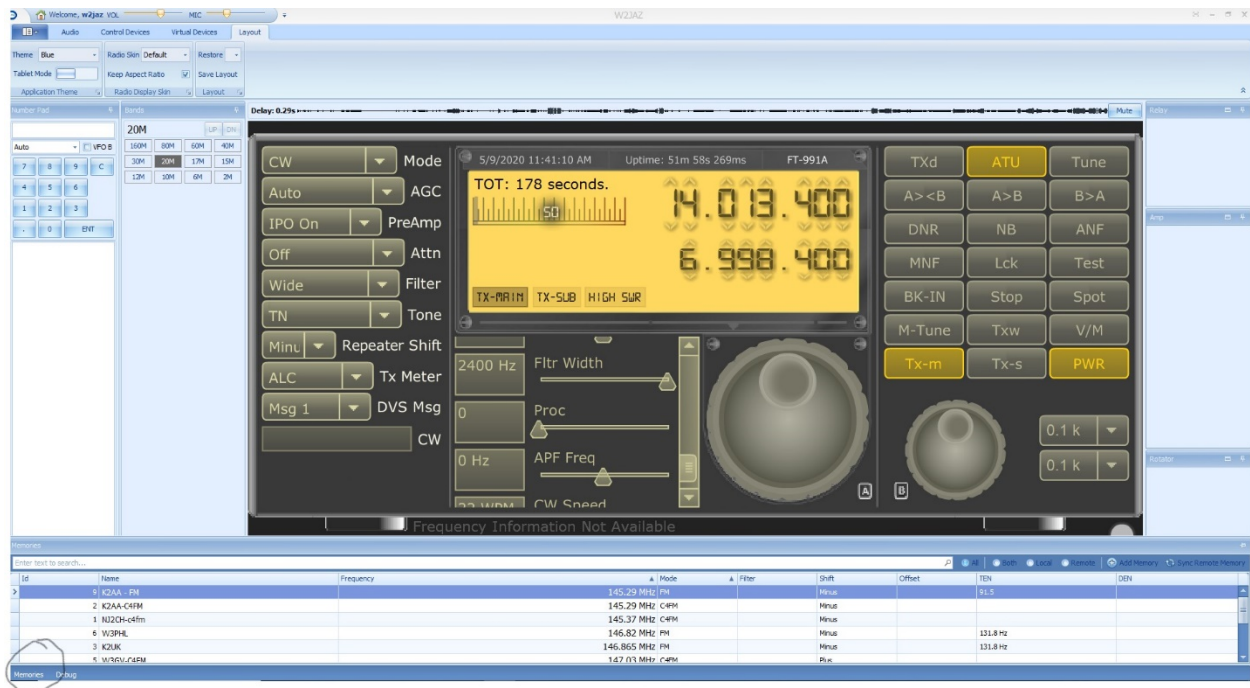 Welcome, w2jaz VOL MIC
W2JAZ
Audio Control Devices Virtual Devices Layout
Theme Blue Radio Skin Default Restore
Tablet Mode Keep Aspect Ratio Save Layout
Application Theme Radio Display Skin Layout
Number Pad
Auto VFO B
7 8 9 C
4 5 6
1 2 3
. 0 ENT
Bands
20M UP DN
160M 80M 60M 40M
30M 20M 17M 15M
12M 10M 6M 2M
Delay: 0.29s Mute
CW Mode
Auto AGC
IPO On PreAmp
Off Attn
Wide Filter
TN Tone
Minu Repeater Shift
ALC Tx Meter
Msg 1 DVS Msg
CW
5/9/2020 11:41:10 AM Uptime: 51m 58s 269ms FT-991A
TOT: 178 seconds.
50
14.013.400
6.998.400
TX-MAIN TX-SUB HIGH SWR
2400 Hz Fltr Width
0 Proc
0 Hz APF Freq
CW Speed
A B
TXd ATU Tune
A><B A>B B>A
DNR NB ANF
MNF Lck Test
BK-IN Stop Spot
M-Tune Txw V/M
Tx-m Tx-s PWR
0.1 k
0.1 k
Frequency Information Not Available
Relay
Amp
Rotator
Memories
Enter text to search...
All Both Local Remote Add Memory Sync Remote Memory
Id Name Frequency Mode Filter Shift Offset TEN DEN
9 K2AA - FM 145.29 MHz FM Minus 91.5
2 K2AA-C4FM 145.29 MHz C4FM Minus
1 NJ2CH-c4fm 145.37 MHz C4FM Minus
6 W3PHL 146.82 MHz FM Minus 131.8 Hz
3 K2UK 146.865 MHz FM Minus 131.8 Hz
5 W3GV-C4FM 147.03 MHz C4FM Plus
Memories Debug